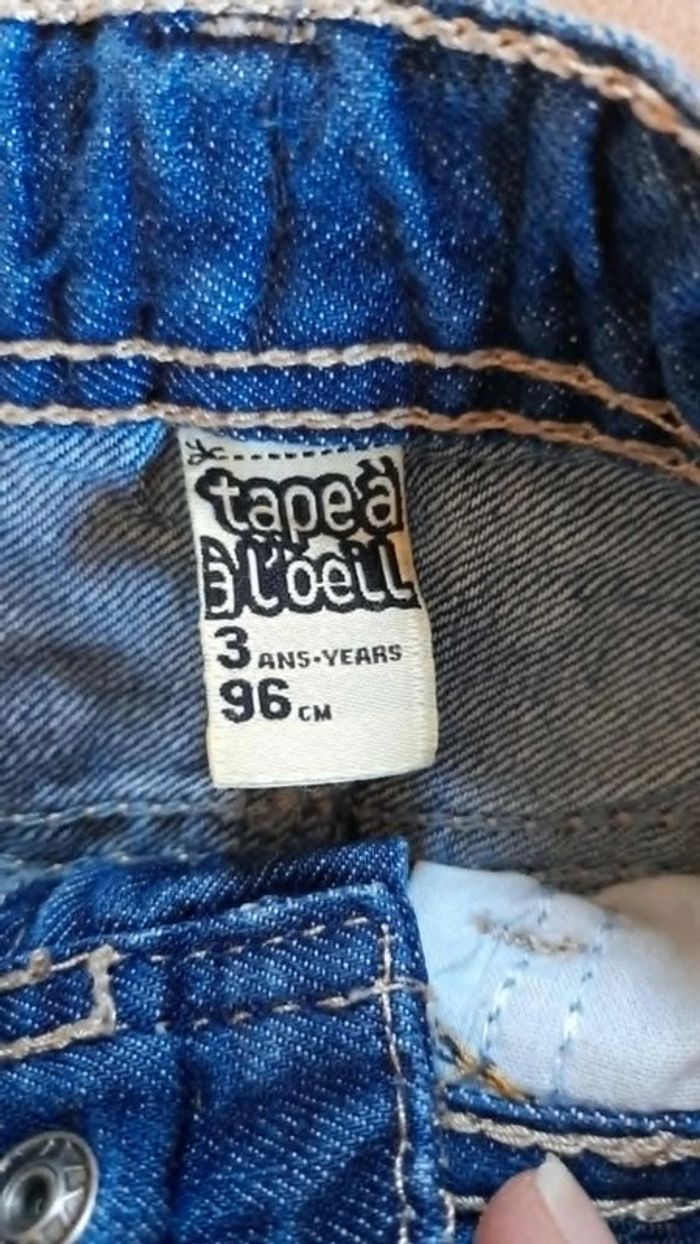 tape à
à l'oeil
3 ANS•YEARS
96 CM